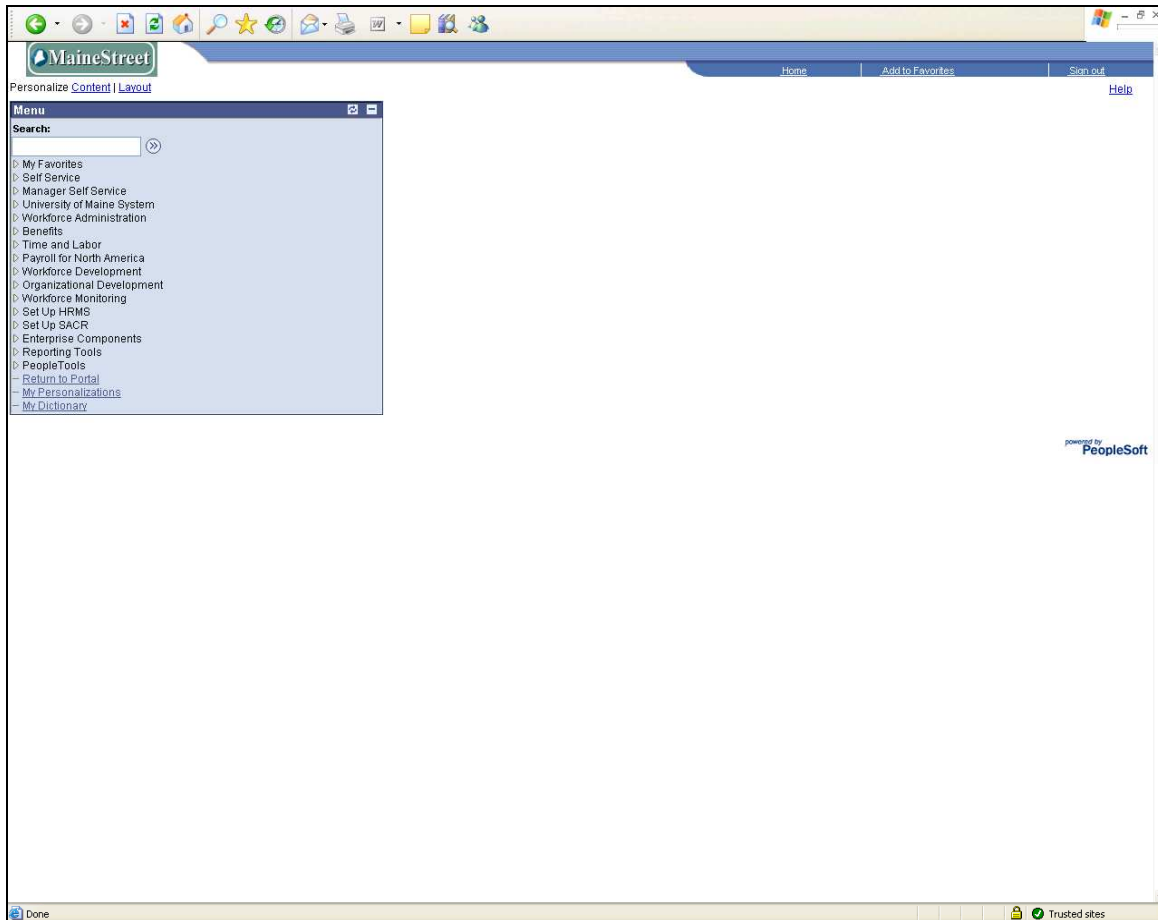 MaineStreet
Home Add to Favorites Sign out
Personalize Content | Layout
Help
Menu
Search:
My Favorites
Self Service
Manager Self Service
University of Maine System
Workforce Administration
Benefits
Time and Labor
Payroll for North America
Workforce Development
Organizational Development
Workforce Monitoring
Set Up HRMS
Set Up SACR
Enterprise Components
Reporting Tools
PeopleTools
Return to Portal
My Personalizations
My Dictionary
powered by
PeopleSoft
Done Trusted sites